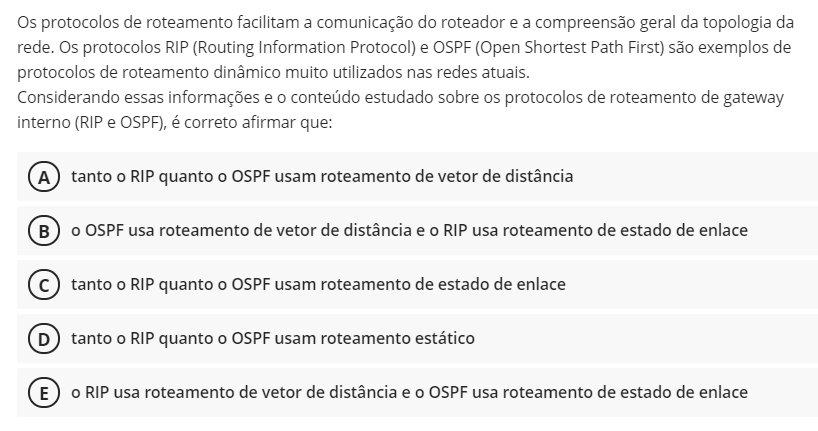 Os protocolos de roteamento facilitam a comunicação do roteador e a compreensão geral da topologia da
rede. Os protocolos RIP (Routing Information Protocol) e OSPF (Open Shortest Path First) são exemplos de
protocolos de roteamento dinâmico muito utilizados nas redes atuais.
Considerando essas informações e o conteúdo estudado sobre os protocolos de roteamento de gateway
interno (RIP e OSPF), é correto afirmar que:
A tanto o RIP quanto o OSPF usam roteamento de vetor de distância
B o OSPF usa roteamento de vetor de distância e o RIP usa roteamento de estado de enlace
C tanto o RIP quanto o OSPF usam roteamento de estado de enlace
D tanto o RIP quanto o OSPF usam roteamento estático
E o RIP usa roteamento de vetor de distância e o OSPF usa roteamento de estado de enlace